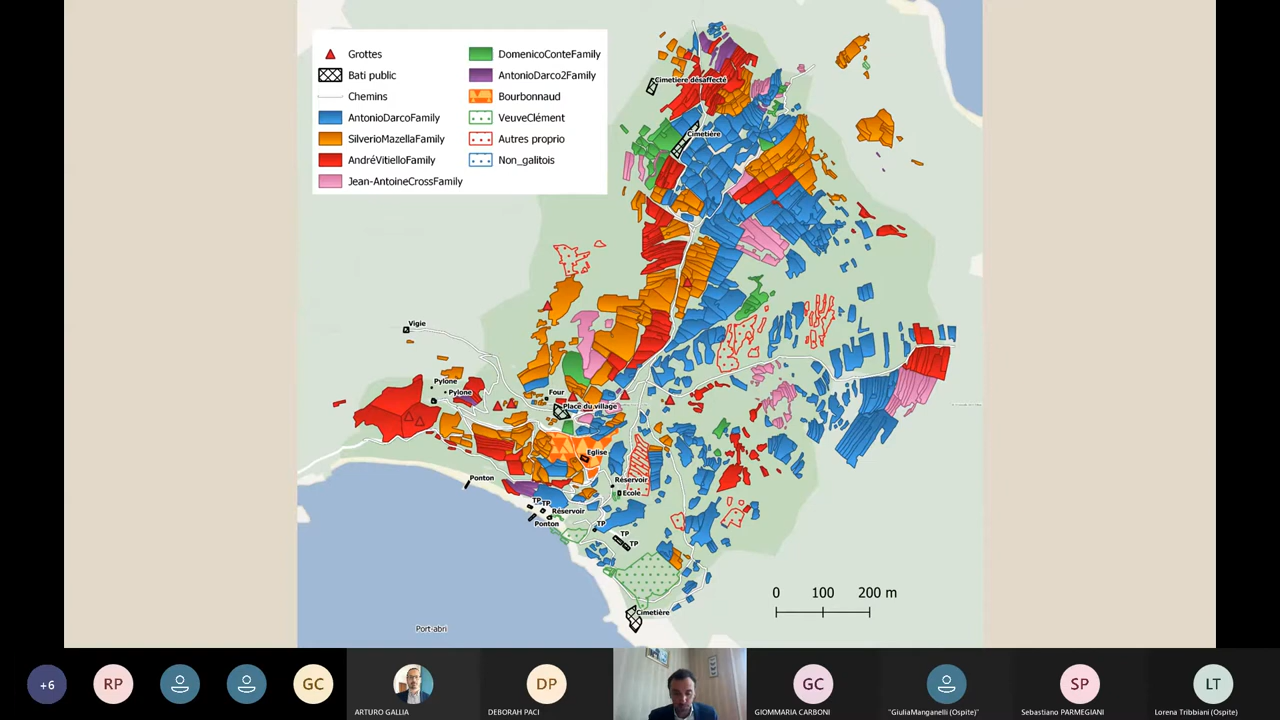 Grottes
Bati public
Chemins
AntonioDarcoFamily
SilverioMazellaFamily
AndréVitielloFamily
Jean-AntoineCrossFamily
DomenicoConteFamily
AntonioDarco2Family
Bourbonnaud
VeuveClément
Autres proprio
Non_galitois
Cimetière désaffecté
Cimetière
Vigie
Pylone
Pylone
Four
Place du village
Eglise
Ponton
Réservoir
Ecole
TP
TP
Réservoir
Ponton
TP
TP
TP
Cimetière
Port-abri
0 100 200 m
+6
RP
GC
ARTURO GALLIA
DP
DEBORAH PACI
GC
GIOMMARIA CARBONI
"GiuliaManganelli (Ospite)"
SP
Sebastiano PARMEGIANI
LT
Lorena Tribbiani (Ospite)